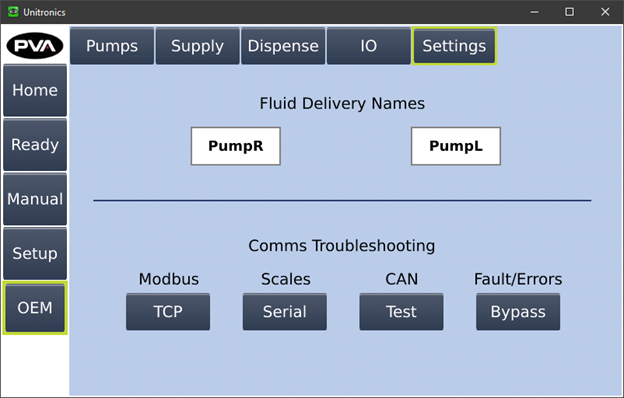 Unitronics
PVA
Pumps Supply Dispense IO Settings
Home
Ready
Manual
Setup
OEM
Fluid Delivery Names
PumpR PumpL
Comms Troubleshooting
Modbus Scales CAN Fault/Errors
TCP Serial Test Bypass